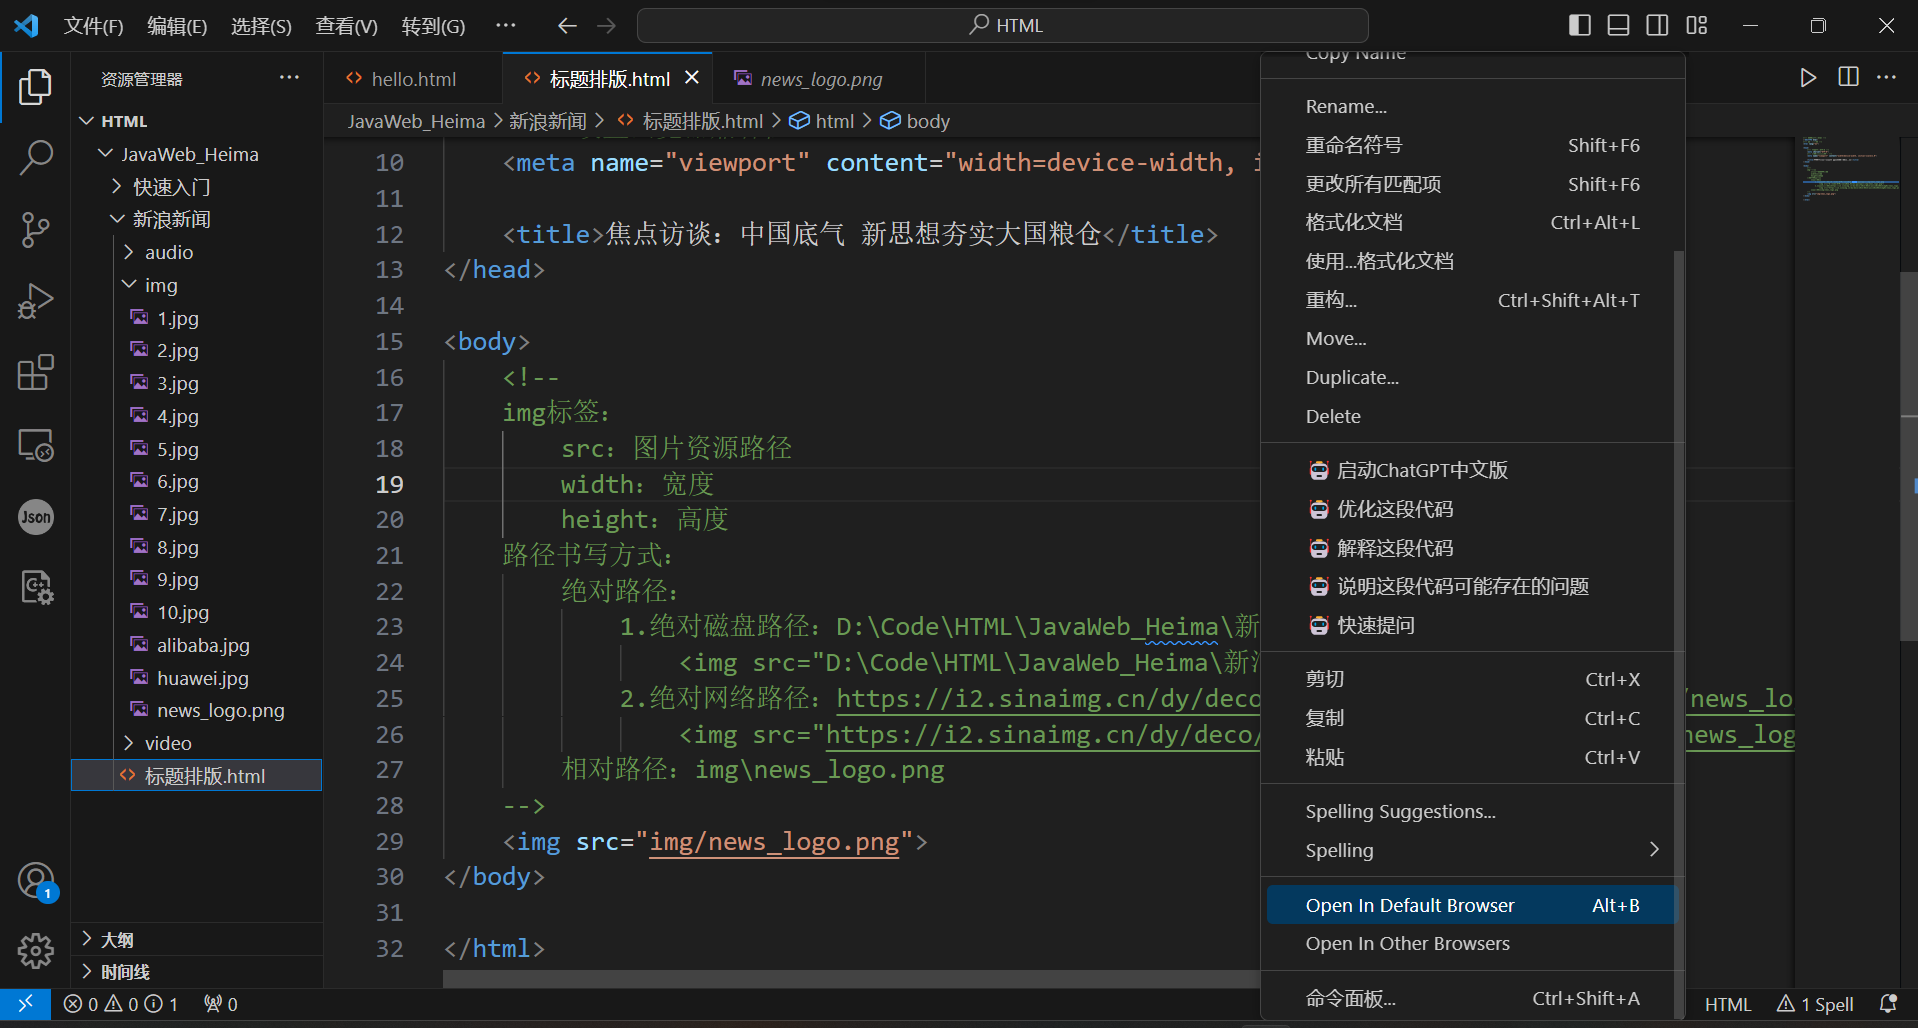 文件(F) 编辑(E) 选择(S) 查看(V) 转到(G) ··· HTML
资源管理器 ···
HTML
JavaWeb_Heima
快速入门
新浪新闻
audio
img
1.jpg
2.jpg
3.jpg
4.jpg
5.jpg
6.jpg
7.jpg
8.jpg
9.jpg
10.jpg
alibaba.jpg
huawei.jpg
news_logo.png
video
标题排版.html
大纲
时间线
Json
1
hello.html 标题排版.html news_logo.png
JavaWeb_Heima > 新浪新闻 > 标题排版.html > html > body
10 <meta name="viewport" content="width=device-width, i
11
12 <title>焦点访谈：中国底气 新思想夯实大国粮仓</title>
13 </head>
14
15 <body>
16 <!--
17 img标签：
18 src：图片资源路径
19 width：宽度
20 height：高度
21 路径书写方式：
22 绝对路径：
23 1.绝对磁盘路径：D:\Code\HTML\JavaWeb_Heima\新
24 <img src="D:\Code\HTML\JavaWeb_Heima\新
25 2.绝对网络路径：https://i2.sinaimg.cn/dy/deco /news_lo
26 <img src="https://i2.sinaimg.cn/dy/deco/ news_log
27 相对路径：img\news_logo.png
28 -->
29 <img src="img/news_logo.png">
30 </body>
31
32 </html>
Copy Name
Rename...
重命名符号 Shift+F6
更改所有匹配项 Shift+F6
格式化文档 Ctrl+Alt+L
使用...格式化文档
重构... Ctrl+Shift+Alt+T
Move...
Duplicate...
Delete
启动ChatGPT中文版
优化这段代码
解释这段代码
说明这段代码可能存在的问题
快速提问
剪切 Ctrl+X
复制 Ctrl+C
粘贴 Ctrl+V
Spelling Suggestions...
Spelling
Open In Default Browser Alt+B
Open In Other Browsers
命令面板... Ctrl+Shift+A
0 0 1 0 HTML 1 Spell